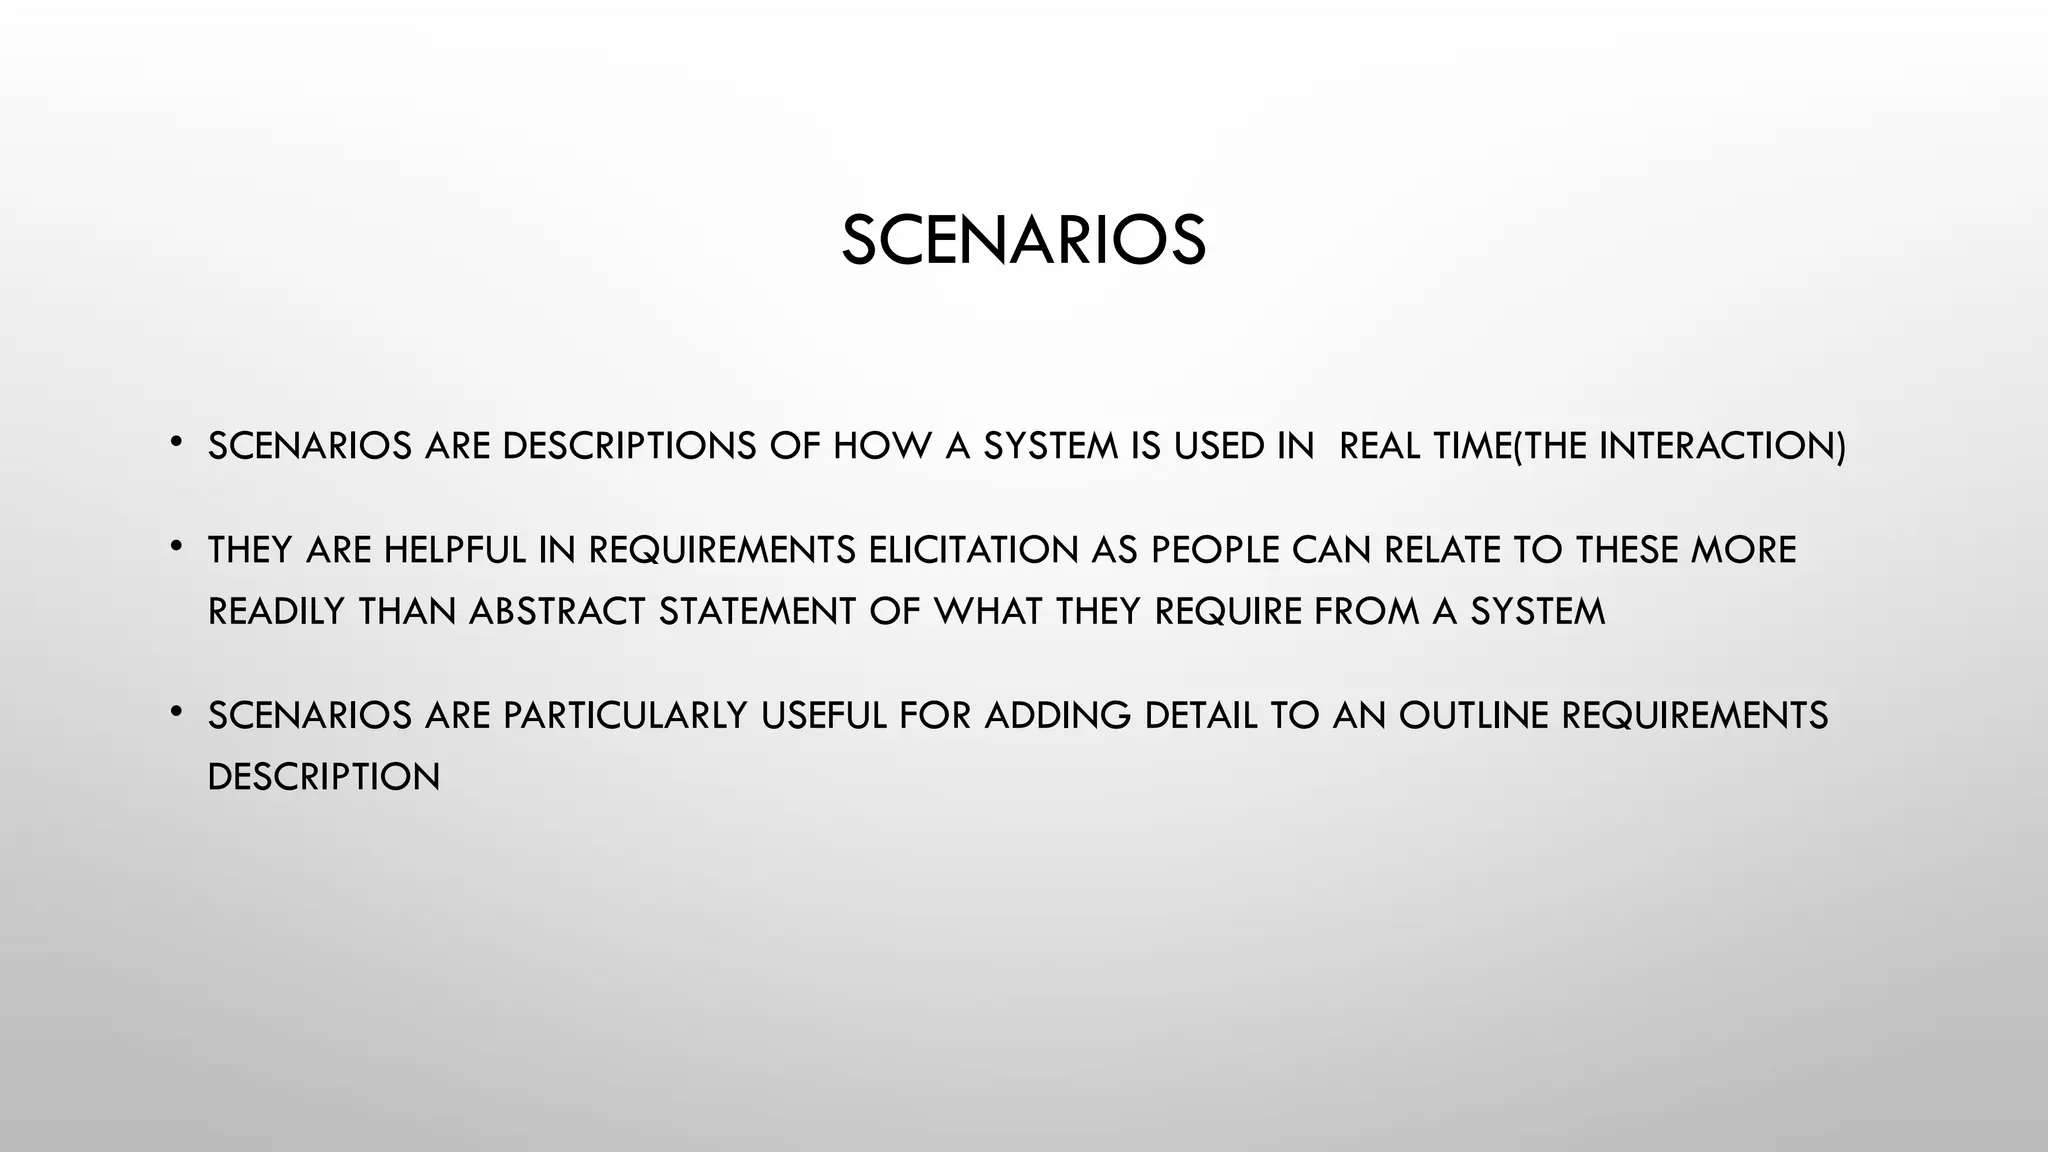 SCENARIOS
• SCENARIOS ARE DESCRIPTIONS OF HOW A SYSTEM IS USED IN  REAL TIME(THE INTERACTION)
• THEY ARE HELPFUL IN REQUIREMENTS ELICITATION AS PEOPLE CAN RELATE TO THESE MORE
READILY THAN ABSTRACT STATEMENT OF WHAT THEY REQUIRE FROM A SYSTEM
• SCENARIOS ARE PARTICULARLY USEFUL FOR ADDING DETAIL TO AN OUTLINE REQUIREMENTS
DESCRIPTION